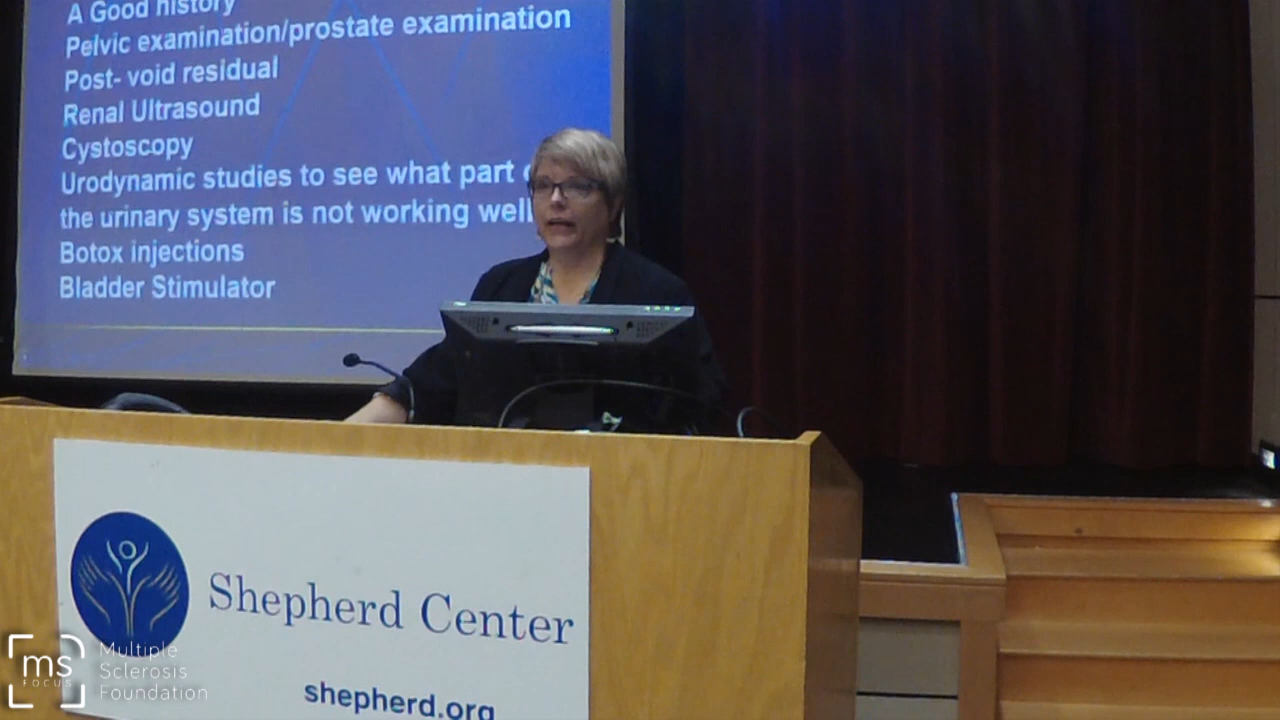 A Good history
Pelvic examination/prostate examination
Post- void residual
Renal Ultrasound
Cystoscopy
Urodynamic studies to see what part
the urinary system is not working well
Botox injections
Bladder Stimulator
Shepherd Center
shepherd.org
ms
FOCUS
Multiple
Sclerosis
Foundation